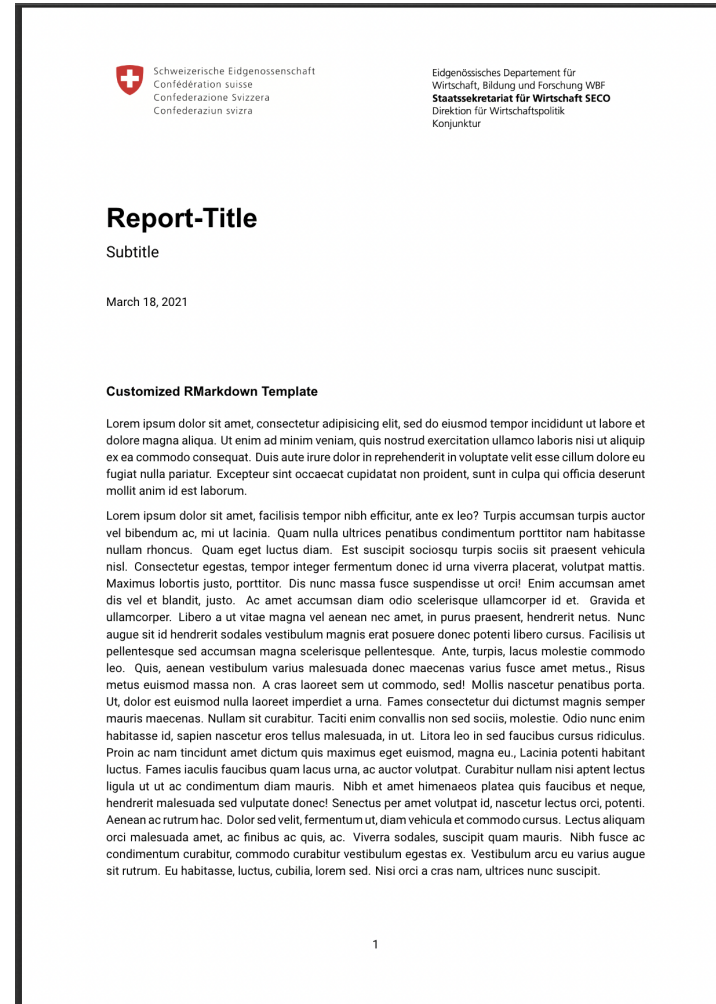 Schweizerische Eidgenossenschaft
Confédération suisse
Confederazione Svizzera
Confederaziun svizra
Eidgenössisches Departement für
Wirtschaft, Bildung und Forschung WBF
Staatssekretariat für Wirtschaft SECO
Direktion für Wirtschaftspolitik
Konjunktur
Report-Title
Subtitle
March 18, 2021
Customized RMarkdown Template
Lorem ipsum dolor sit amet, consectetur adipisicing elit, sed do eiusmod tempor incididunt ut labore et
dolore magna aliqua. Ut enim ad minim veniam, quis nostrud exercitation ullamco laboris nisi ut aliquip
ex ea commodo consequat. Duis aute irure dolor in reprehenderit in voluptate velit esse cillum dolore eu
fugiat nulla pariatur. Excepteur sint occaecat cupidatat non proident, sunt in culpa qui officia deserunt
mollit anim id est laborum.
Lorem ipsum dolor sit amet, facilisis tempor nibh efficitur, ante ex leo? Turpis accumsan turpis auctor
vel bibendum ac, mi ut lacinia. Quam nulla ultrices penatibus condimentum porttitor nam habitasse
nullam rhoncus. Quam eget luctus diam. Est suscipit sociosqu turpis sociis sit praesent vehicula
nisl. Consectetur egestas, tempor integer fermentum donec id urna viverra placerat, volutpat mattis.
Maximus lobortis justo, porttitor. Dis nunc massa fusce suspendisse ut orci! Enim accumsan amet
dis vel et blandit, justo. Ac amet accumsan diam odio scelerisque ullamcorper id et. Gravida et
ullamcorper. Libero a ut vitae magna vel aenean nec amet, in purus praesent, hendrerit netus. Nunc
augue sit id hendrerit sodales vestibulum magnis erat posuere donec potenti libero cursus. Facilisis ut
pellentesque sed accumsan magna scelerisque pellentesque. Ante, turpis, lacus molestie commodo
leo. Quis, aenean vestibulum varius malesuada donec maecenas varius fusce amet metus., Risus
metus euismod massa non. A cras laoreet sem ut commodo, sed! Mollis nascetur penatibus porta.
Ut, dolor est euismod nulla laoreet imperdiet a urna. Fames consectetur dui dictumst magnis semper
mauris maecenas. Nullam sit curabitur. Taciti enim convallis non sed sociis, molestie. Odio nunc enim
habitasse id, sapien nascetur eros tellus malesuada, in ut. Litora leo in sed faucibus cursus ridiculus.
Proin ac nam tincidunt amet dictum quis maximus eget euismod, magna eu., Lacinia potenti habitant
luctus. Fames iaculis faucibus quam lacus urna, ac auctor volutpat. Curabitur nullam nisi aptent lectus
ligula ut ut ac condimentum diam mauris. Nibh et amet himenaeos platea quis faucibus et neque,
hendrerit malesuada sed vulputate donec! Senectus per amet volutpat id, nascetur lectus orci, potenti.
Aenean ac rutrum hac. Dolor sed velit, fermentum ut, diam vehicula et commodo cursus. Lectus aliquam
orci malesuada amet, ac finibus ac quis, ac. Viverra sodales, suscipit quam mauris. Nibh fusce ac
condimentum curabitur, commodo curabitur vestibulum egestas ex. Vestibulum arcu eu varius augue
sit rutrum. Eu habitasse, luctus, cubilia, lorem sed. Nisi orci a cras nam, ultrices nunc suscipit.
1